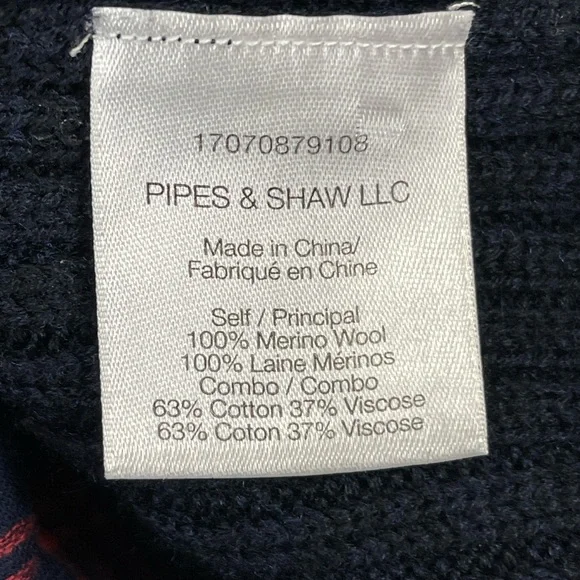 17070879108
PIPES & SHAW LLC
Made in China/
Fabriqué en Chine
Self / Principal
100% Merino Wool
100% Laine Mérinos
Combo / Combo
63% Cotton 37% Viscose
63% Coton 37% Viscose